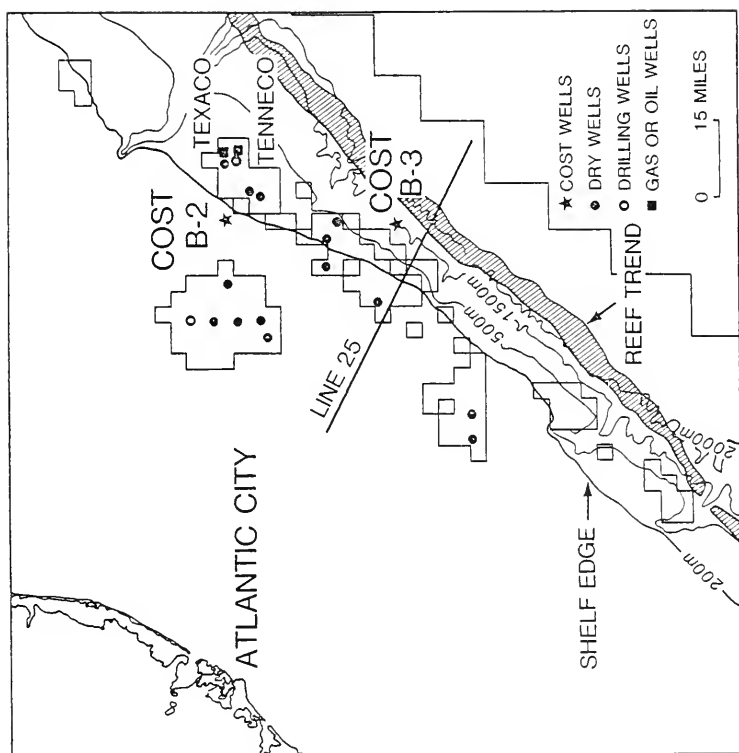 TEXACO
TENNECO
COST
B-2
COST
B-3
LINE 25
ATLANTIC CITY
500m
1500m
2000m
200m
SHELF EDGE
REEF TREND
COST WELLS
DRY WELLS
DRILLING WELLS
GAS OR OIL WELLS
0 15 MILES